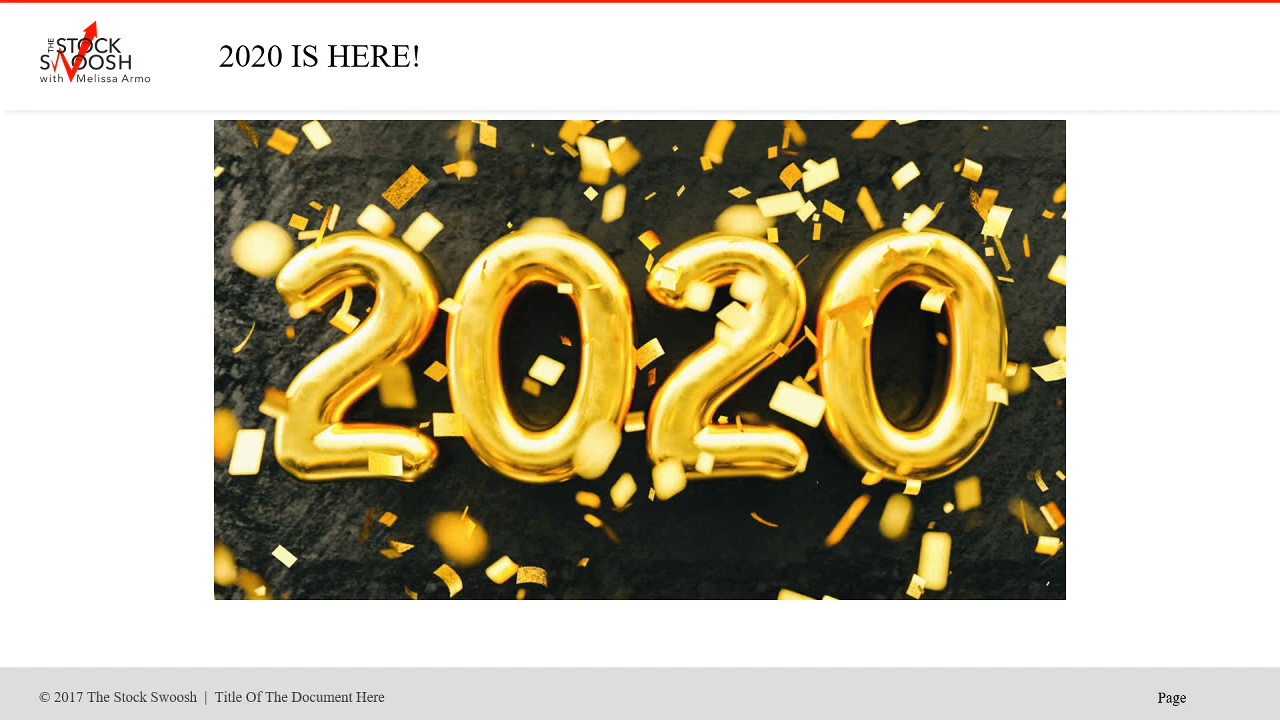 THE STOCK
SWOOSH
with Melissa Armo
2020 IS HERE!
2020
© 2017 The Stock Swoosh | Title Of The Document Here
Page